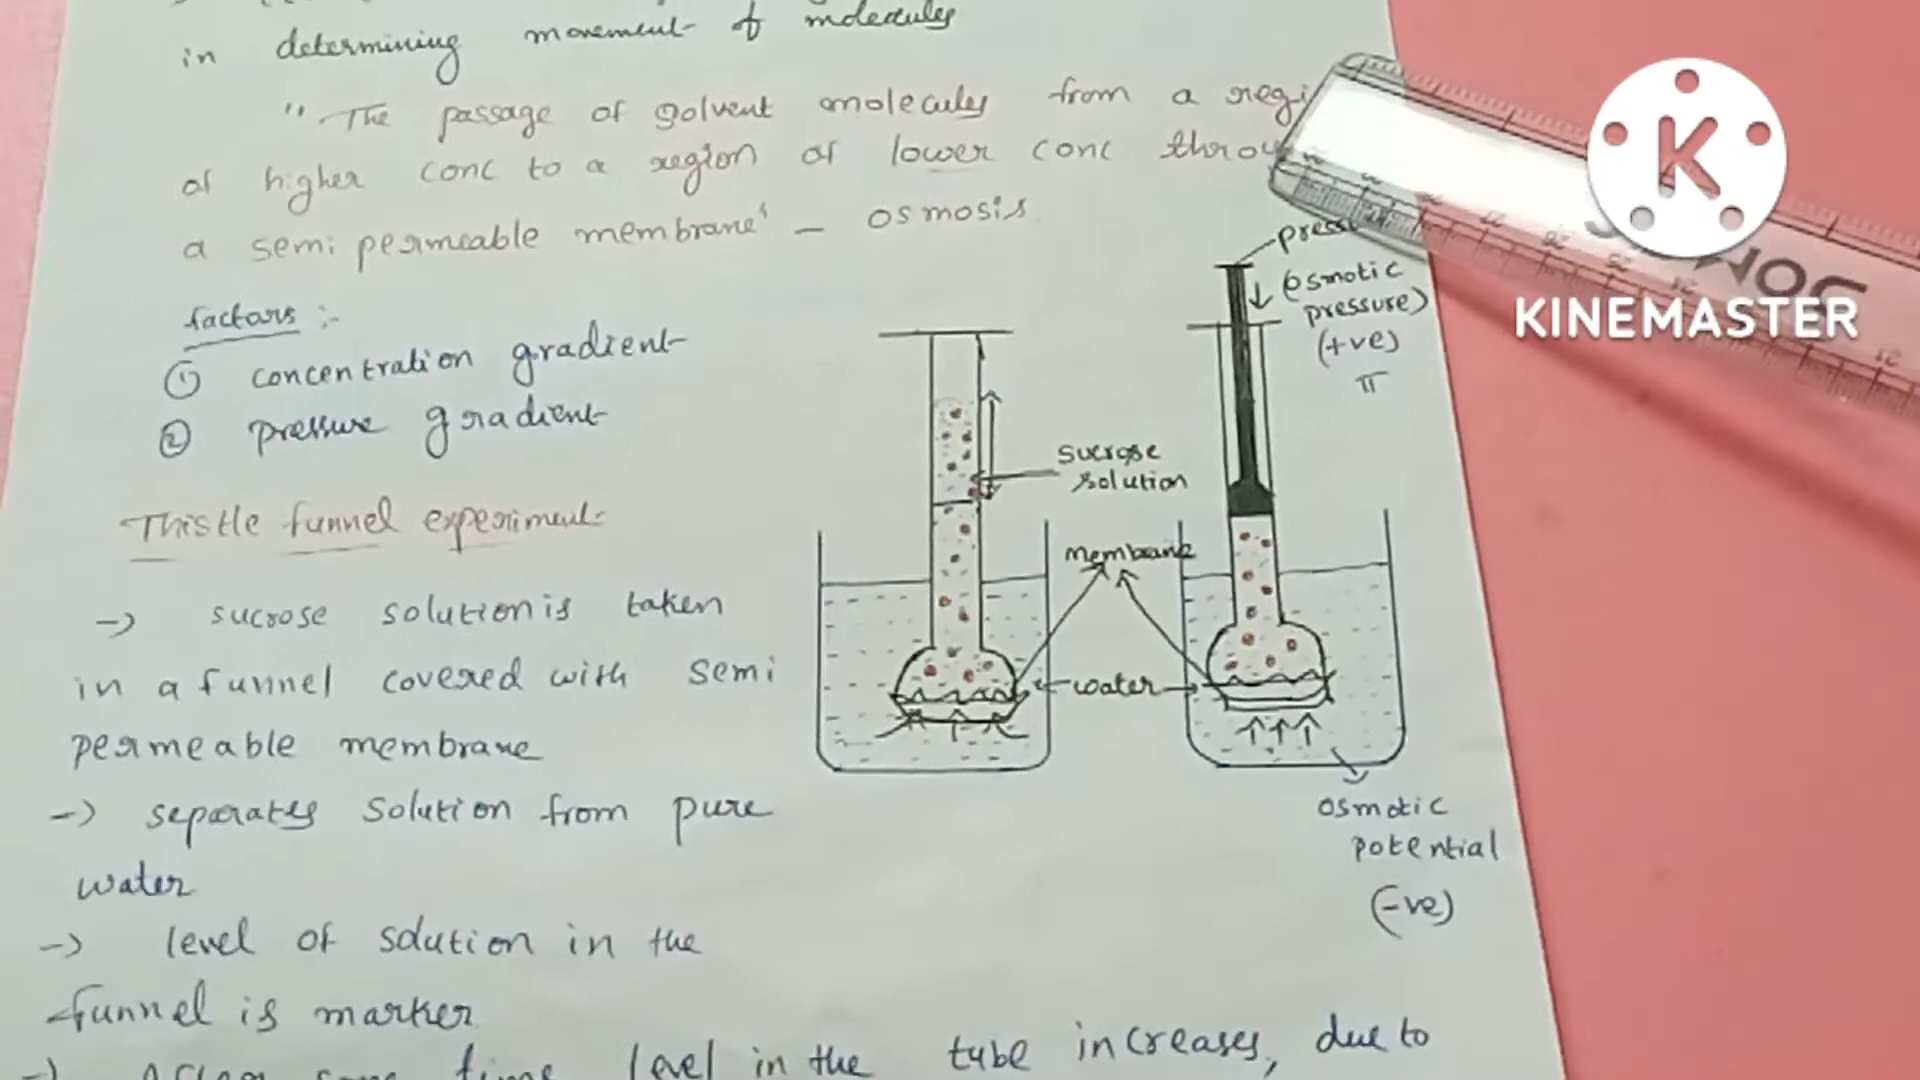 in determining movement of molecules
" The passage of solvent molecules from a regi
of higher conc to a region of lower conc throu
a semi permeable membrane" - osmosis
factors :-
① concentration gradient
② pressure gradient
Thistle funnel experiment
-> sucrose solution is taken
in a funnel covered with semi
permeable membrane
-> separates solution from pure
water
-> level of solution in the
funnel is marker
time level in the tube increases, due to
sucrose
solution
membrane
water
press
(osmotic
pressure)
(+ve)
π
osmotic
potential
(-ve)
K
KINEMASTER